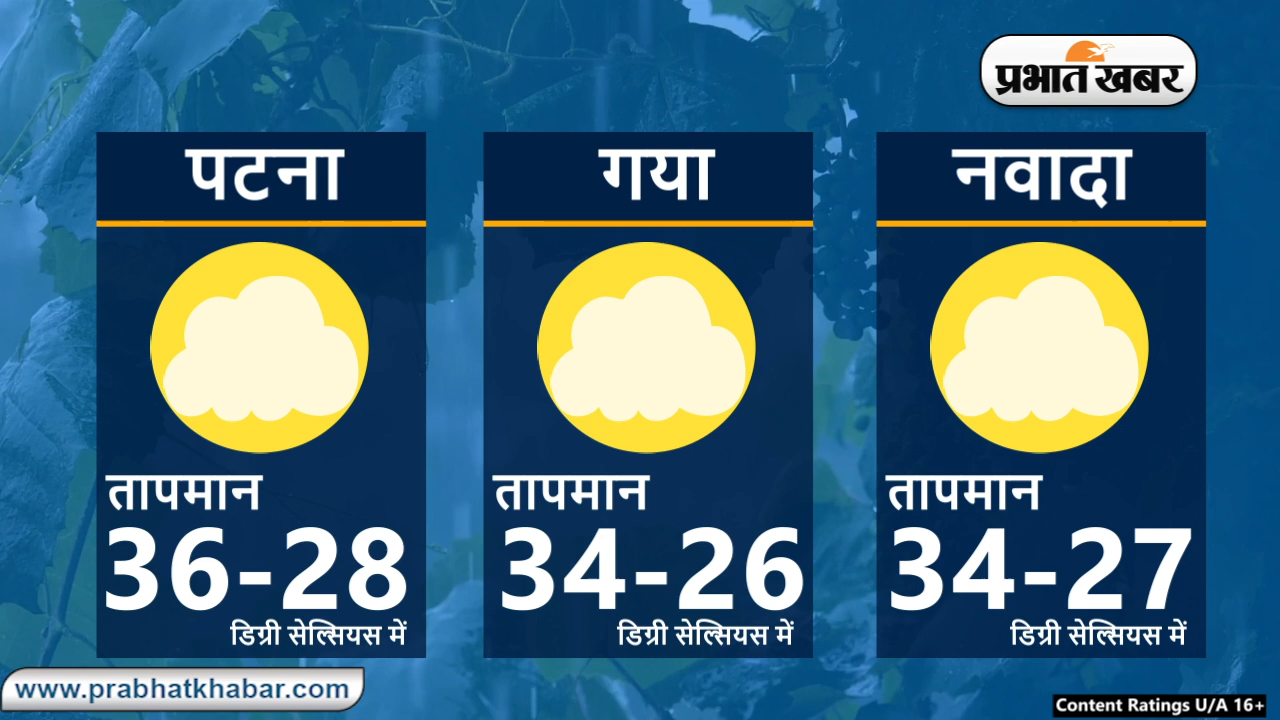 प्रभात खबर
पटना
तापमान
36-28
डिग्री सेल्सियस में
गया
तापमान
34-26
डिग्री सेल्सियस में
नवादा
तापमान
34-27
डिग्री सेल्सियस में
www.prabhatkhabar.com
Content Ratings U/A 16+